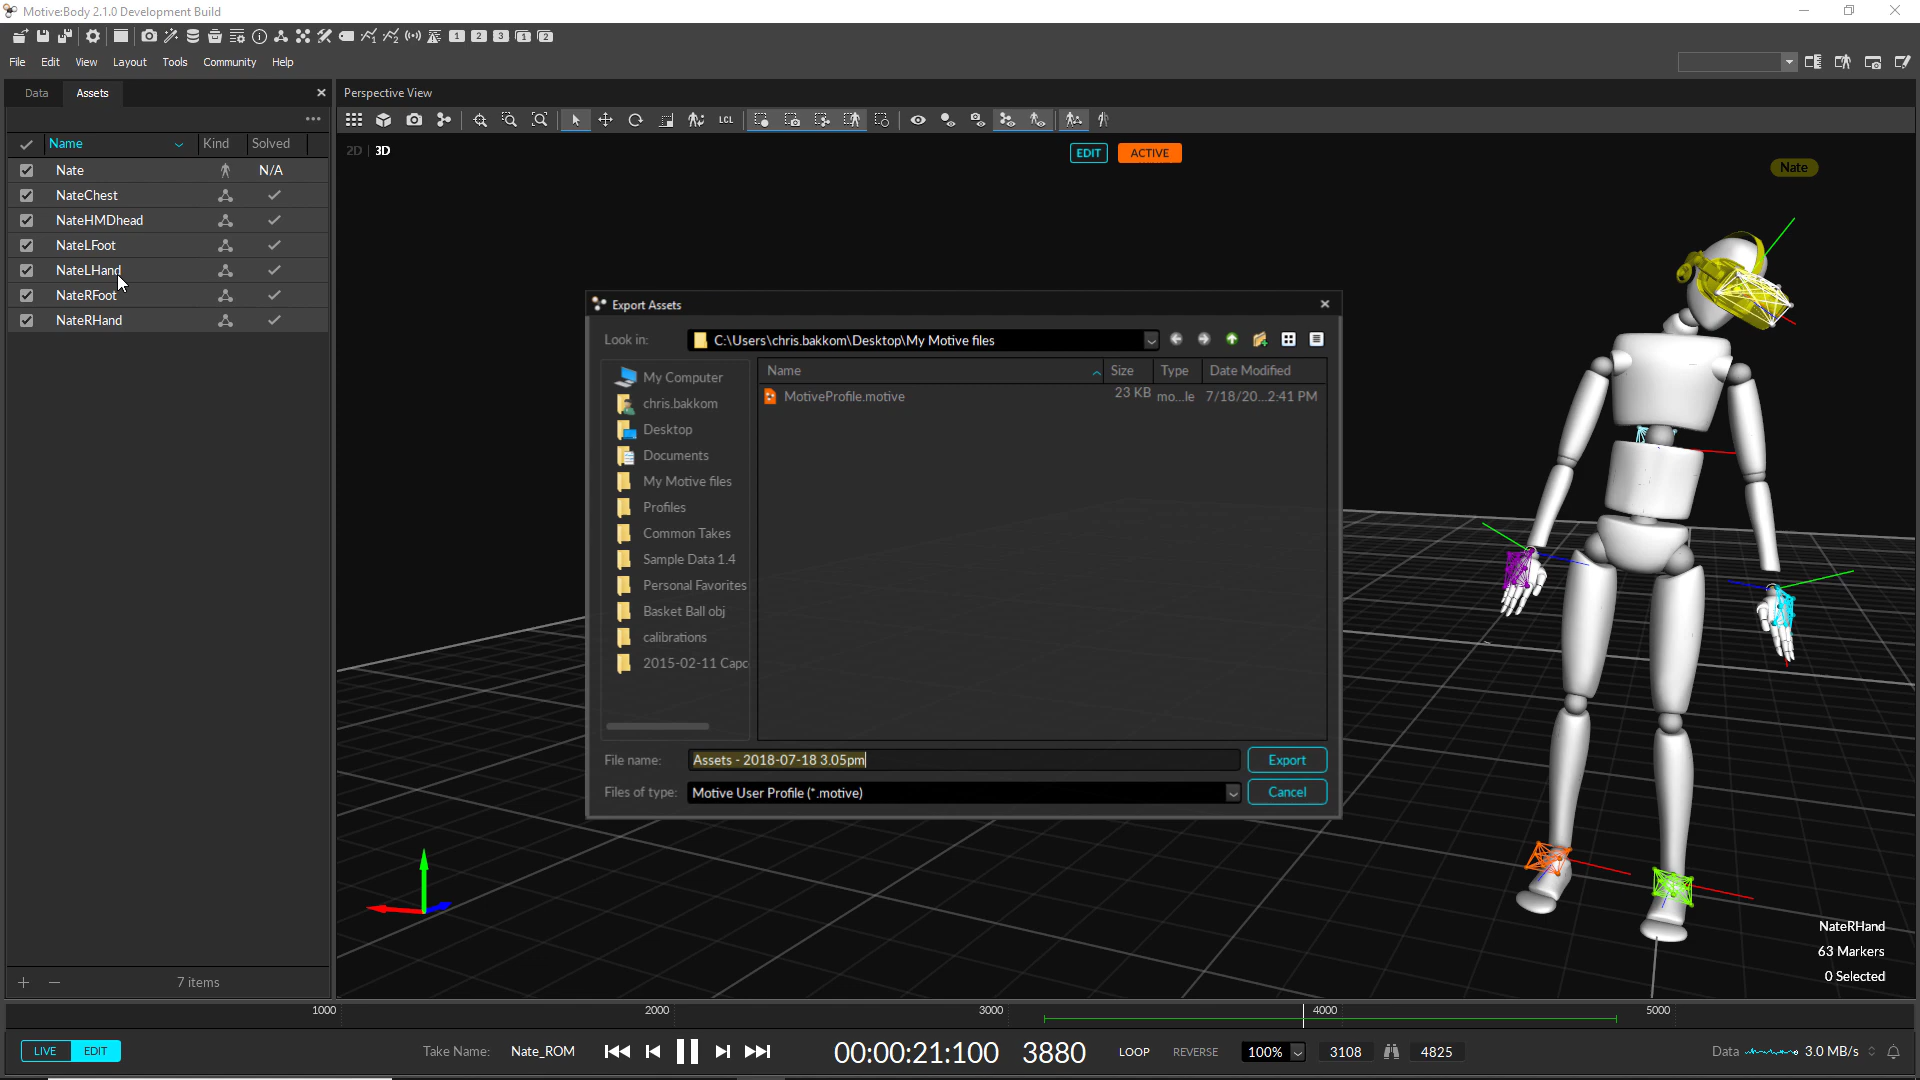 Motive:Body 2.1.0 Development Build
1 2 3 1 2
File Edit View Layout Tools Community Help
Data Assets
Perspective View
LCL
Name Kind Solved
2D 3D
EDIT ACTIVE
Nate N/A
NateChest
NateHMDhead
NateLFoot
NateLHand
NateRFoot
NateRHand
Nate
Export Assets
Look in: C:\Users\chris.bakkom\Desktop\My Motive files
Name Size Type Date Modified
MotiveProfile.motive 23 KB mo...le 7/18/20...2:41 PM
My Computer
chris.bakkom
Desktop
Documents
My Motive files
Profiles
Common Takes
Sample Data 1.4
Personal Favorites
Basket Ball obj
calibrations
2015-02-11 Capc
File name: Assets - 2018-07-18 3.05pm Export
Files of type: Motive User Profile (*.motive) Cancel
NateRHand
63 Markers
0 Selected
7 items
1000 2000 3000 4000 5000
LIVE EDIT Take Name: Nate_ROM 00:00:21:100 3880 LOOP REVERSE 100% 3108 4825 Data 3.0 MB/s